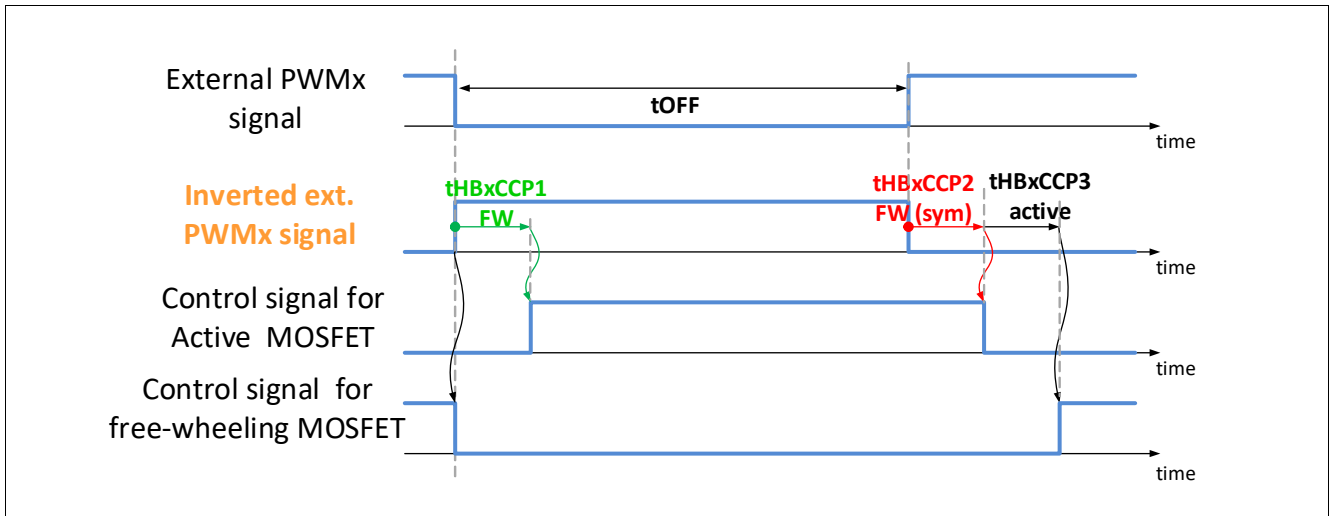 External PWMx
signal
tOFF
time
Inverted ext.
PWMx signal
tHBxCCP1
FW
tHBxCCP2
FW (sym)
tHBxCCP3
active
time
Control signal for
Active MOSFET
time
Control signal for
free-wheeling MOSFET
time